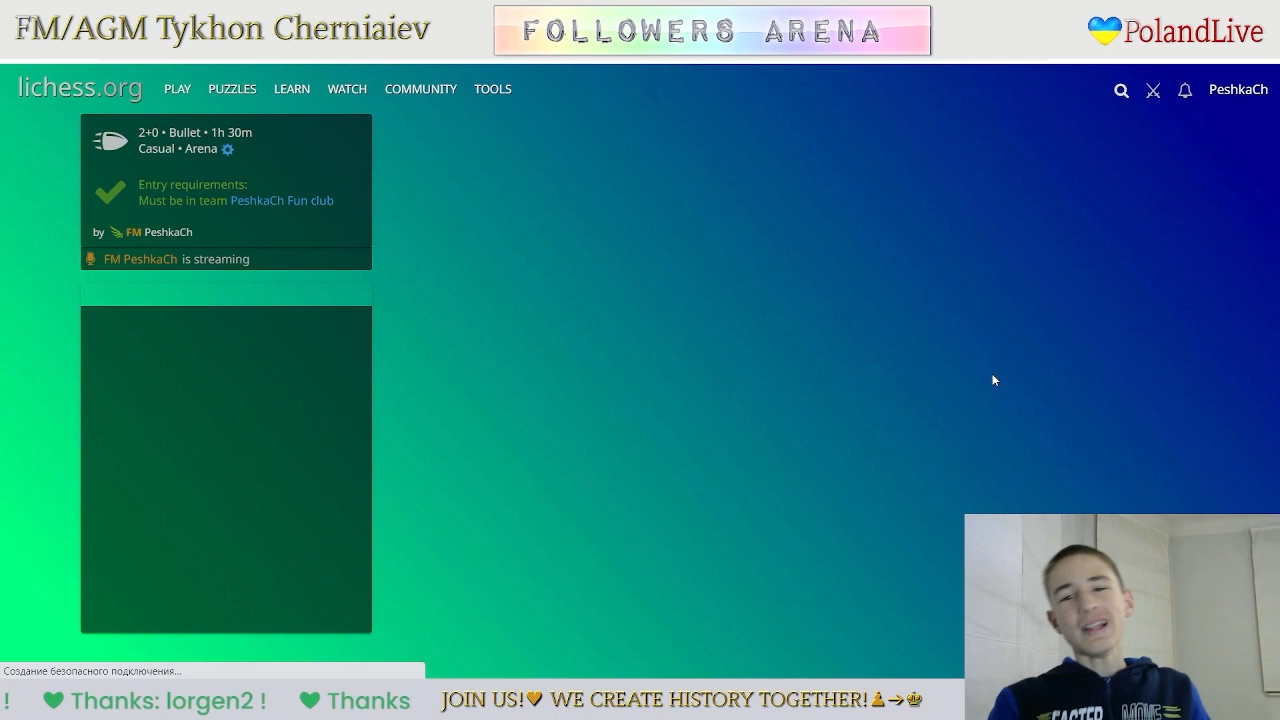 FM/AGM Tykhon Cherniaiev
FOLLOWERS ARENA
PolandLive
lichess.org PLAY PUZZLES LEARN WATCH COMMUNITY TOOLS PeshkaCh
2+0 • Bullet • 1h 30m
Casual • Arena
Entry requirements:
Must be in team PeshkaCh Fun club
by FM PeshkaCh
FM PeshkaCh is streaming
Создание безопасного подключения...
! Thanks: lorgen2 ! Thanks
JOIN US!🧡 WE CREATE HISTORY TOGETHER!♟→♚
FASTER MOVE